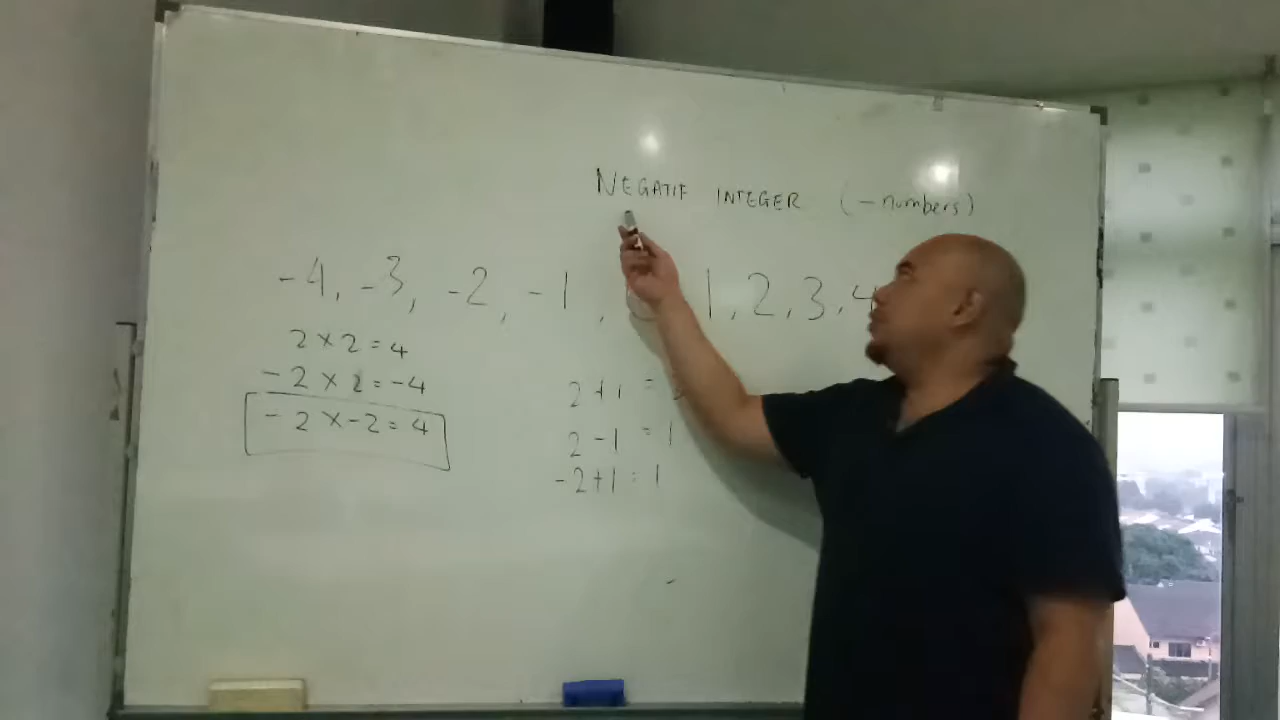 NEGATIF INTEGER (-numbers)
-4, -3, -2, -1, 0, 1, 2, 3, 4
2 × 2 = 4
-2 × 2 = -4
-2 × -2 = 4
2 + 1 =
2 - 1 = 1
-2+1 = 1